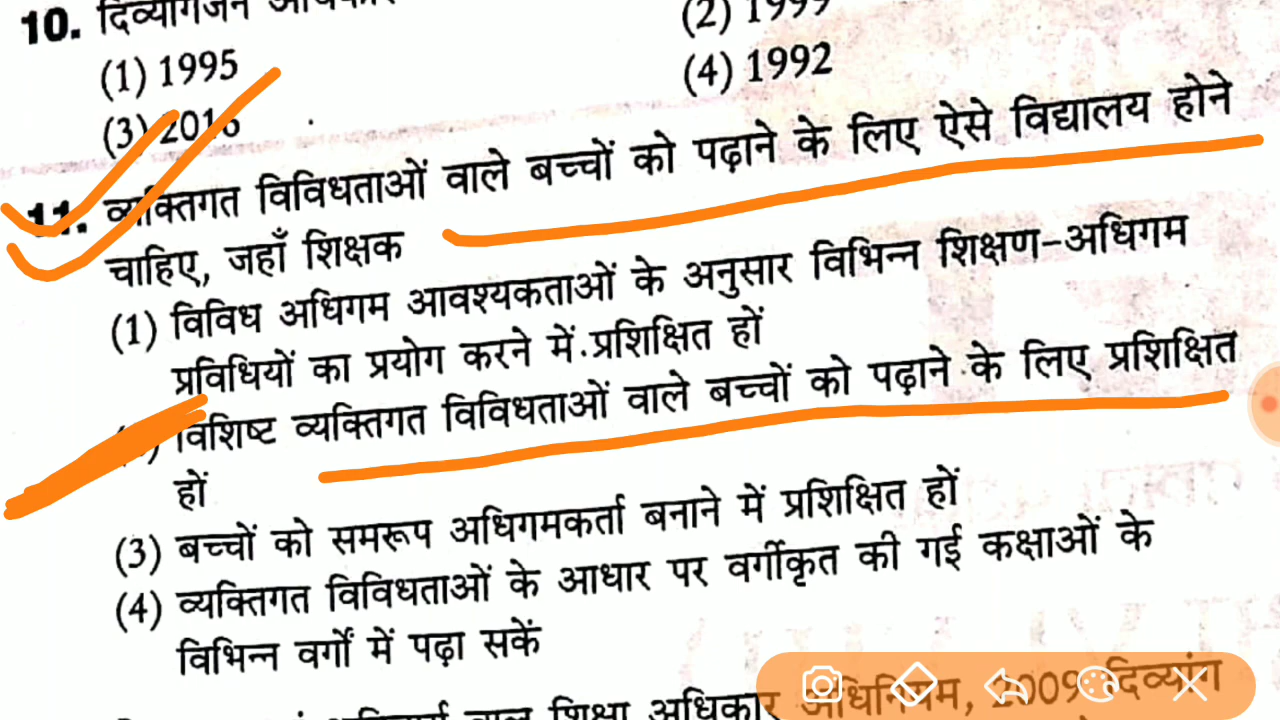 10. दिव्यांगजन
(2) 1999
(1) 1995
(4) 1992
(3) 2016
11. व्यक्तिगत विविधताओं वाले बच्चों को पढ़ाने के लिए ऐसे विद्यालय होने
चाहिए, जहाँ शिक्षक
(1) विविध अधिगम आवश्यकताओं के अनुसार विभिन्न शिक्षण-अधिगम
प्रविधियों का प्रयोग करने में प्रशिक्षित हों
विशिष्ट व्यक्तिगत विविधताओं वाले बच्चों को पढ़ाने के लिए प्रशिक्षित
हों
(3) बच्चों को समरूप अधिगमकर्ता बनाने में प्रशिक्षित हों
(4) व्यक्तिगत विविधताओं के आधार पर वर्गीकृत की गई कक्षाओं के
विभिन्न वर्गों में पढ़ा सकें
शिक्षा अधिकार अधिनियम, 2009 दिव्यांग